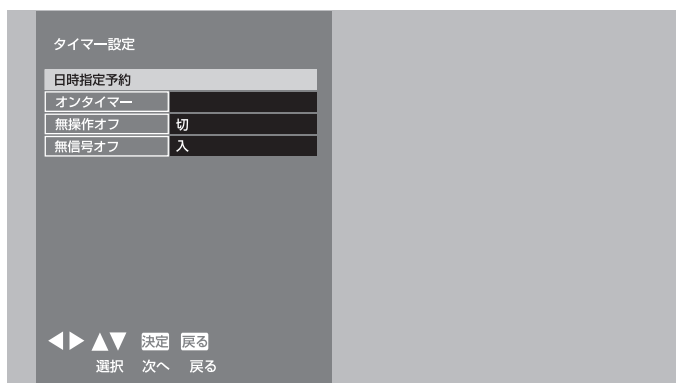 タイマー設定
日時指定予約
オンタイマー
無操作オフ 切
無信号オフ 入
◀▶ ▲▼ 決定 戻る
選択 次へ 戻る